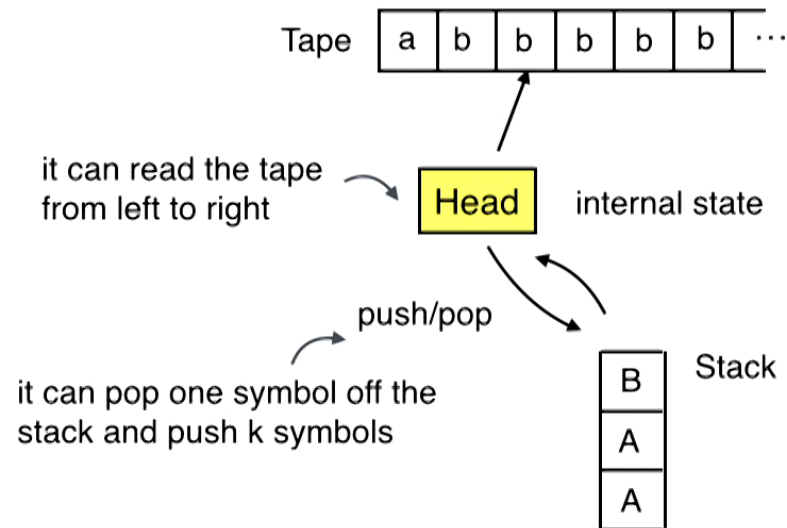 Tape a b b b b b ...
it can read the tape
from left to right
Head internal state
push/pop
Stack
it can pop one symbol off the
stack and push k symbols
B
A
A